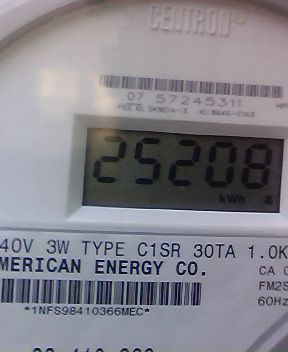 CENTRON®
07 57245311
25208
kWh
40V 3W TYPE C1SR 30TA 1.0K
MERICAN ENERGY CO.
CA 0
FM2S
60Hz
*1NFS98410366MEC*